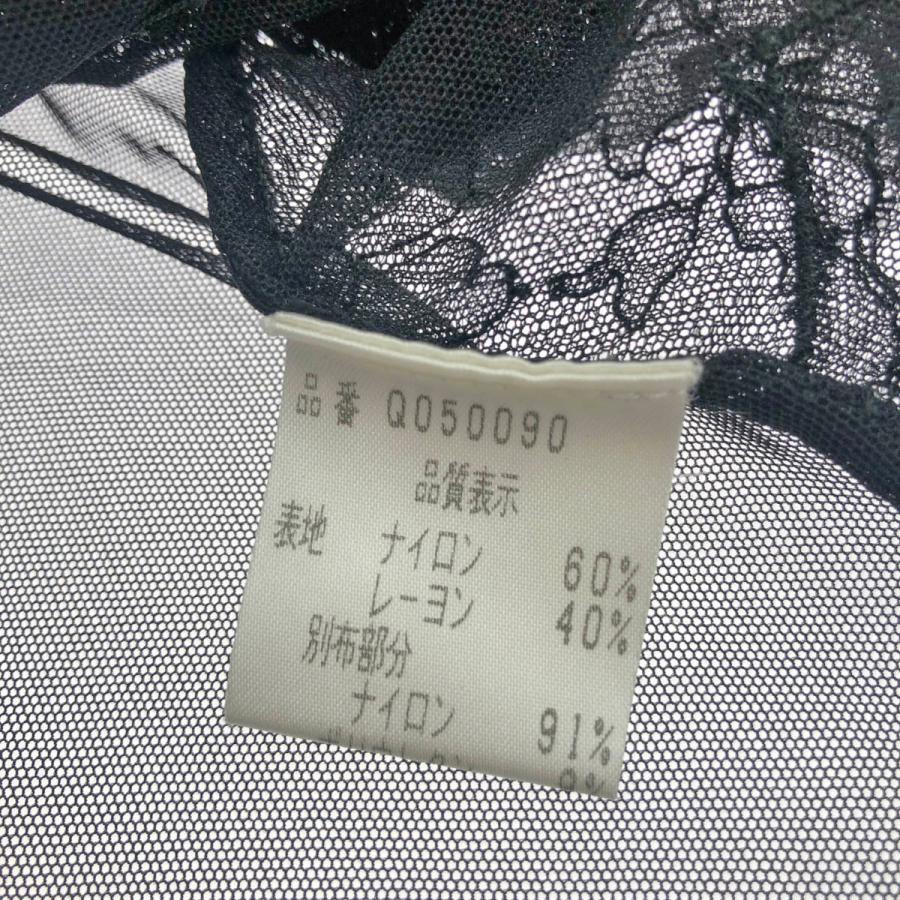 品番 Q050090
品質表示
表地 ナイロン 60%
レーヨン 40%
別布部分
ナイロン 91%